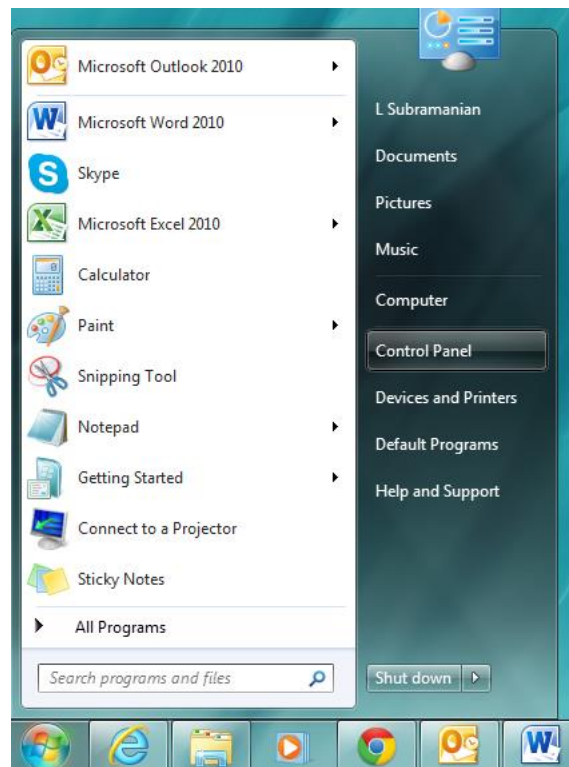 Microsoft Outlook 2010
Microsoft Word 2010
Skype
Microsoft Excel 2010
Calculator
Paint
Snipping Tool
Notepad
Getting Started
Connect to a Projector
Sticky Notes
All Programs
Search programs and files
L Subramanian
Documents
Pictures
Music
Computer
Control Panel
Devices and Printers
Default Programs
Help and Support
Shut down